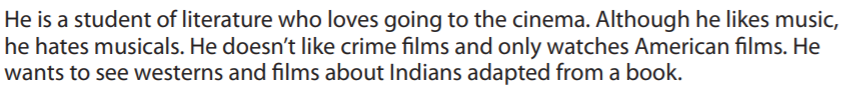 He is a student of literature who loves going to the cinema. Although he likes music,
he hates musicals. He doesn’t like crime films and only watches American films. He
wants to see westerns and films about Indians adapted from a book.